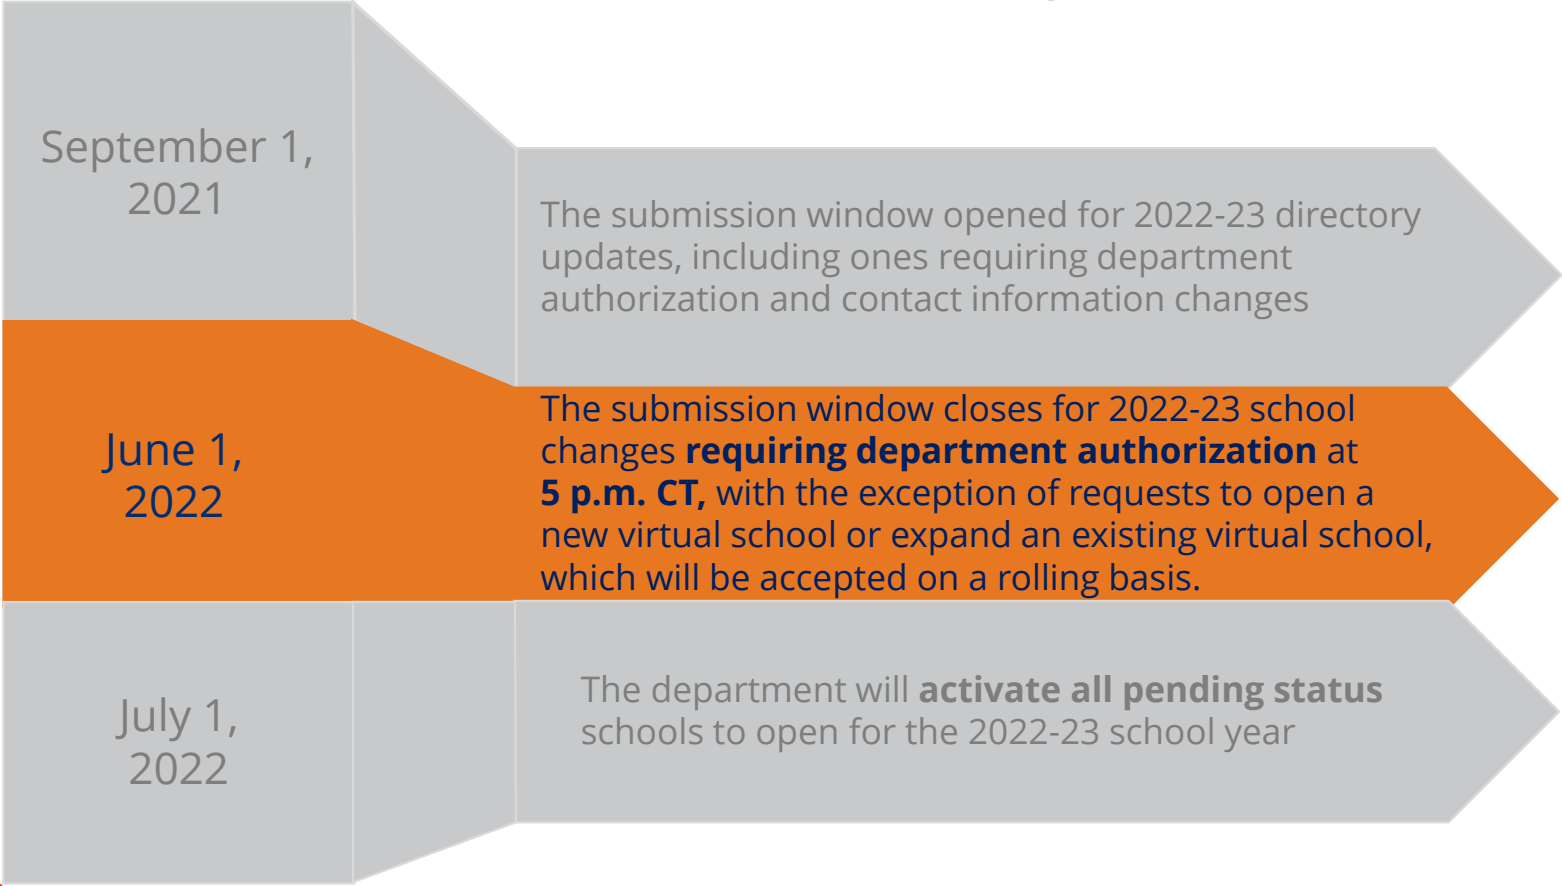 September 1,
2021
The submission window opened for 2022-23 directory
updates, including ones requiring department
authorization and contact information changes
June 1,
2022
The submission window closes for 2022-23 school
changes requiring department authorization at
5 p.m. CT, with the exception of requests to open a
new virtual school or expand an existing virtual school,
which will be accepted on a rolling basis.
July 1,
2022
The department will activate all pending status
schools to open for the 2022-23 school year